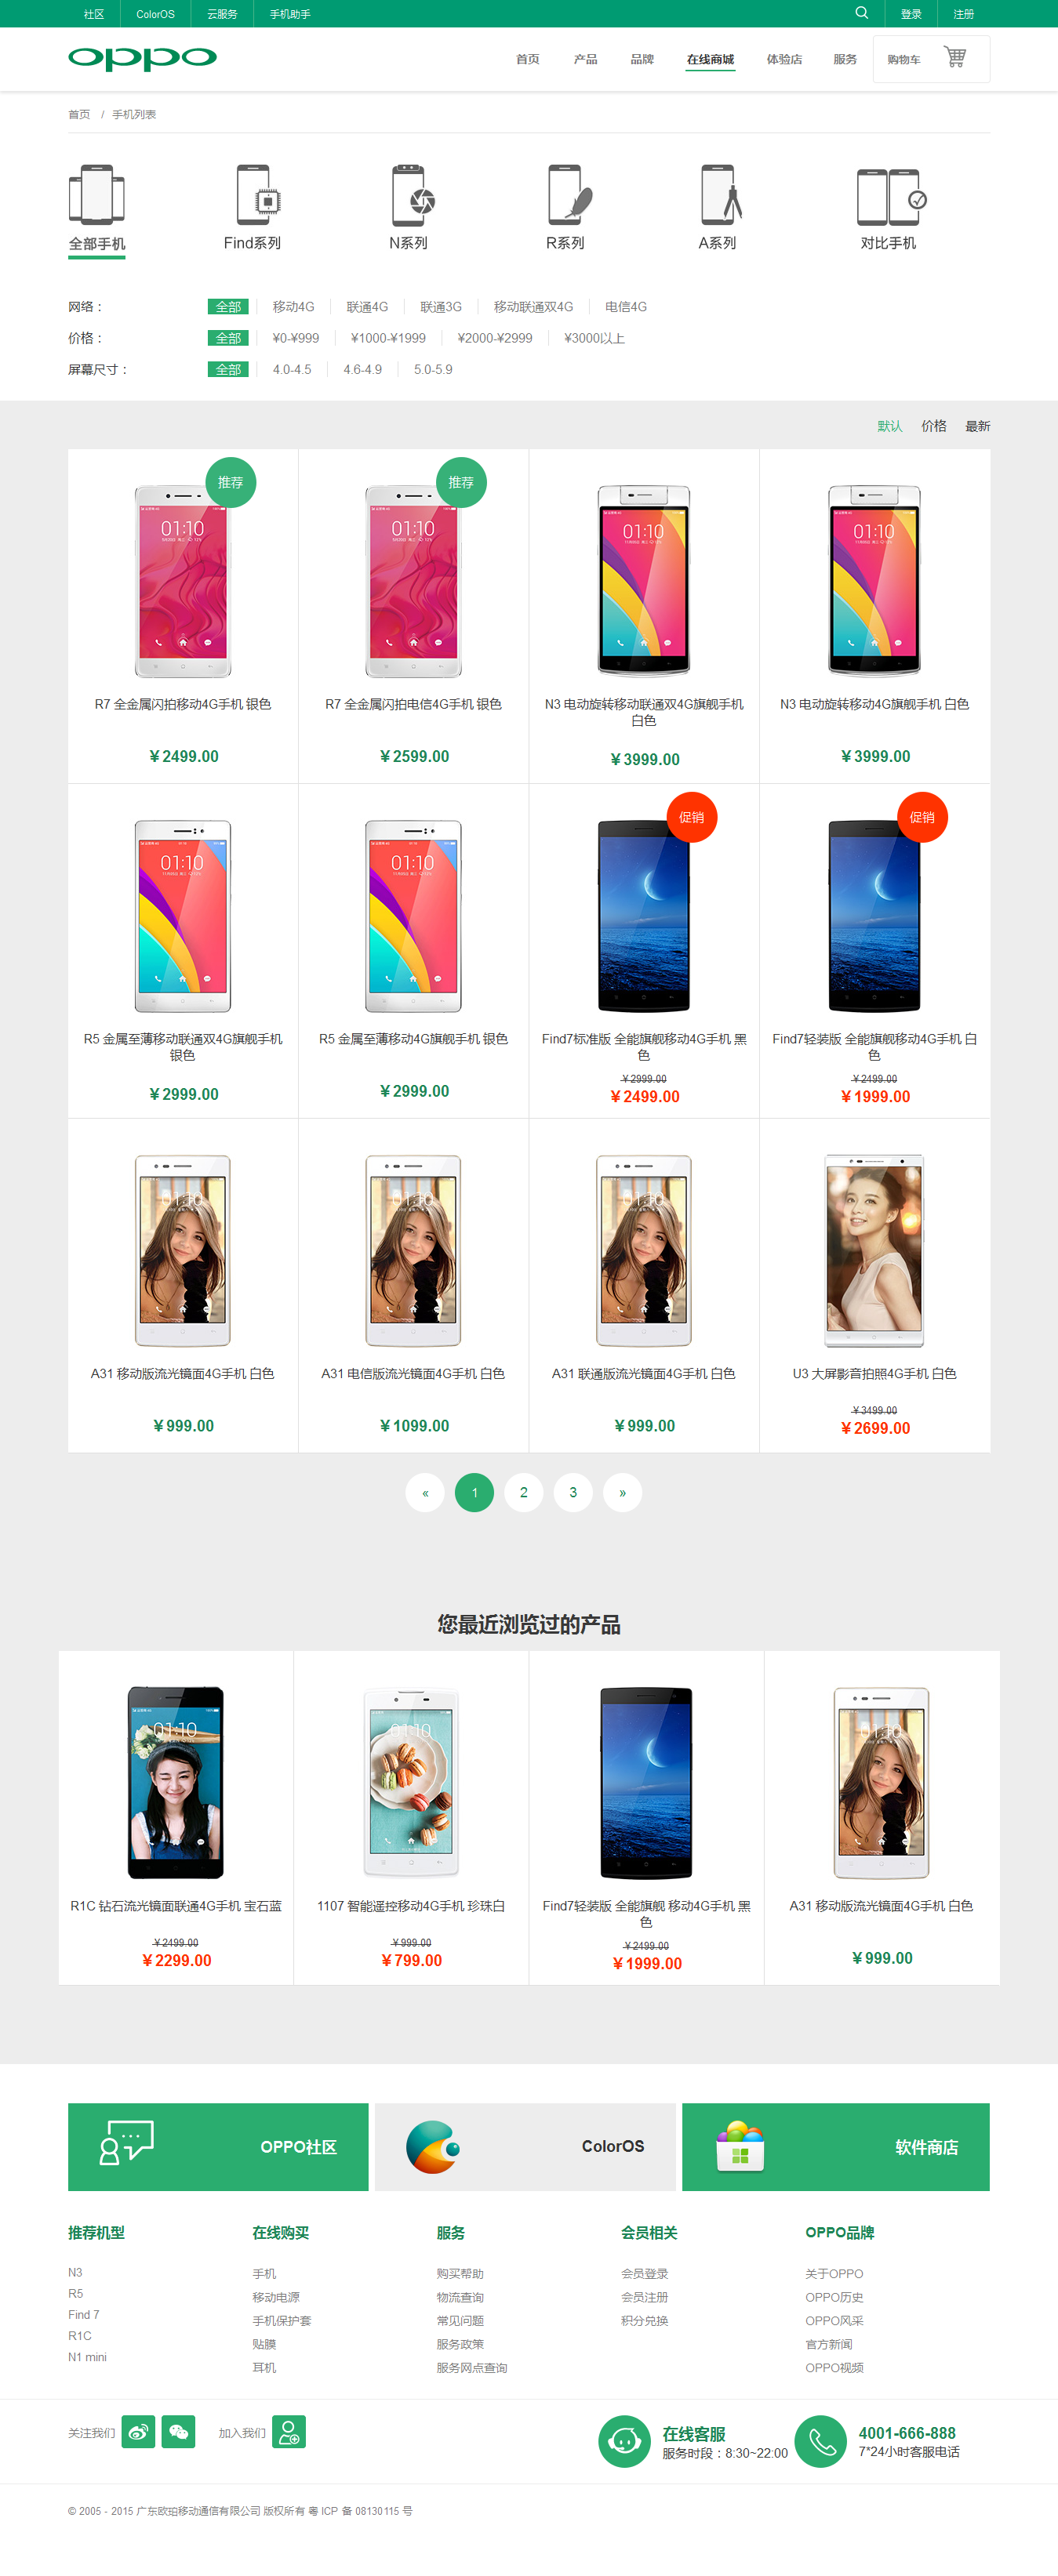 社区 ColorOS 云服务 手机助手 登录 注册
oppo 首页 产品 品牌 在线商城 体验店 服务 购物车
首页 / 手机列表
全部手机 Find系列 N系列 R系列 A系列 对比手机
网络： 全部 移动4G 联通4G 联通3G 移动联通双4G 电信4G
价格： 全部 ¥0-¥999 ¥1000-¥1999 ¥2000-¥2999 ¥3000以上
屏幕尺寸： 全部 4.0-4.5 4.6-4.9 5.0-5.9
默认 价格 最新
推荐 推荐
01:10 01:10 01:10 01:10
R7 全金属闪拍移动4G手机 银色 R7 全金属闪拍电信4G手机 银色 N3 电动旋转移动联通双4G旗舰手机 N3 电动旋转移动4G旗舰手机 白色
白色
￥2499.00 ￥2599.00 ￥3999.00 ￥3999.00
促销 促销
01:10 01:10
R5 金属至薄移动联通双4G旗舰手机 R5 金属至薄移动4G旗舰手机 银色 Find7标准版 全能旗舰移动4G手机 黑 Find7轻装版 全能旗舰移动4G手机 白
银色 色 色
￥2999.00 ￥2499.00
￥2999.00 ￥2999.00 ￥2499.00 ￥1999.00
01:10 01:10 01:10
A31 移动版流光镜面4G手机 白色 A31 电信版流光镜面4G手机 白色 A31 联通版流光镜面4G手机 白色 U3 大屏影音拍照4G手机 白色
￥3499.00
￥999.00 ￥1099.00 ￥999.00 ￥2699.00
« 1 2 3 »
您最近浏览过的产品
01:10 01:10 01:10
R1C 钻石流光镜面联通4G手机 宝石蓝 1107 智能遥控移动4G手机 珍珠白 Find7轻装版 全能旗舰 移动4G手机 黑 A31 移动版流光镜面4G手机 白色
色
￥2499.00 ￥999.00 ￥2499.00
￥2299.00 ￥799.00 ￥1999.00 ￥999.00
OPPO社区 ColorOS 软件商店
推荐机型 在线购买 服务 会员相关 OPPO品牌
N3 手机 购买帮助 会员登录 关于OPPO
R5 移动电源 物流查询 会员注册 OPPO历史
Find 7 手机保护套 常见问题 积分兑换 OPPO风采
R1C 贴膜 服务政策 官方新闻
N1 mini 耳机 服务网点查询 OPPO视频
关注我们 加入我们 在线客服 4001-666-888
服务时段：8:30~22:00 7*24小时客服电话
© 2005 - 2015 广东欧珀移动通信有限公司 版权所有 粤 ICP 备 08130115 号